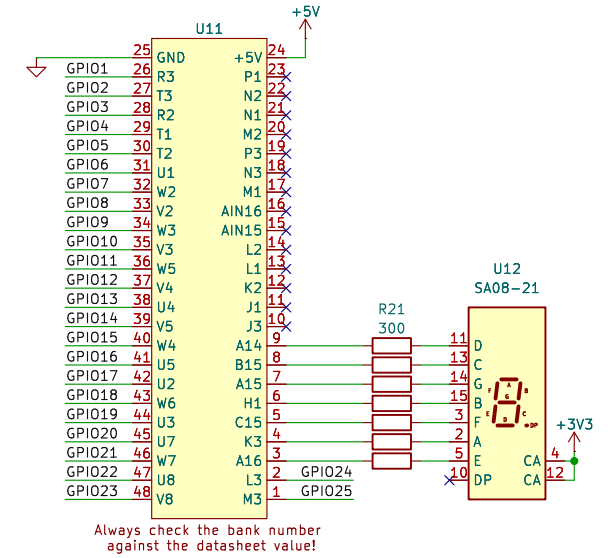 +5V
U11
25 GND +5V 24
GPIO1 26 R3 P1 23
GPIO2 27 T3 N2 22
GPIO3 28 R2 N1 21
GPIO4 29 T1 M2 20
GPIO5 30 T2 P3 19
GPIO6 31 U1 N3 18
GPIO7 32 W2 M1 17
GPIO8 33 V2 AIN16 16
GPIO9 34 W3 AIN15 15
GPIO10 35 V3 L2 14
GPIO11 36 W5 L1 13
GPIO12 37 V4 K2 12
GPIO13 38 U4 J1 11
GPIO14 39 V5 J3 10
GPIO15 40 W4 A14 9
GPIO16 41 U5 B15 8
GPIO17 42 U2 A15 7
GPIO18 43 W6 H1 6
GPIO19 44 U3 C15 5
GPIO20 45 U7 K3 4
GPIO21 46 W7 A16 3
GPIO22 47 U8 L3 2 GPIO24
GPIO23 48 V8 M3 1 GPIO25
Always check the bank number
against the datasheet value!
R21
300
U12
SA08-21
11 D
13 C
14 G
15 B
3 F
2 A
5 E
10 DP
A
F B
G
E C
D
DP
+3V3
CA 4
CA 12